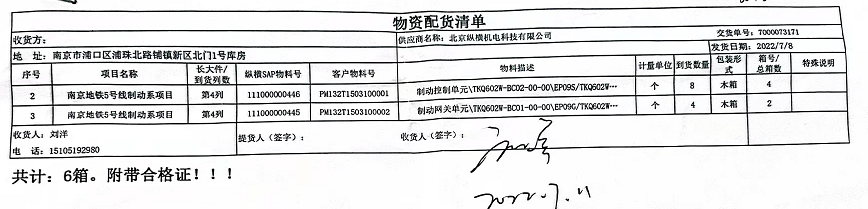 物资配货清单
收货方： 供应商名称：北京纵横机电科技有限公司 交货单号：7000073171
地 址：南京市浦口区浦珠北路铺镇新区北门1号库房 发货日期：2022/7/8
序号 项目名称 长大件/到货列数 纵横SAP物料号 客户物料号 物料描述 计量单位 到货数量 包装形式 箱号/总箱数 特殊说明
2 南京地铁5号线制动系项目 第4列 111000000446 PM132T1503100001 制动控制单元\TKQ602W-BC02-00-00\EP09S/TKQ602W… 个 8 木箱 4
3 南京地铁5号线制动系项目 第4列 111000000445 PM132T1503100002 制动网关单元\TKQ602W-BC01-00-00\EP09G/TKQ602W… 个 4 木箱 2
收货人：刘洋 提货人（签字）： 收货人（签字）：
电 话：15105192980
共计：6箱。附带合格证！！！
2022.07.11